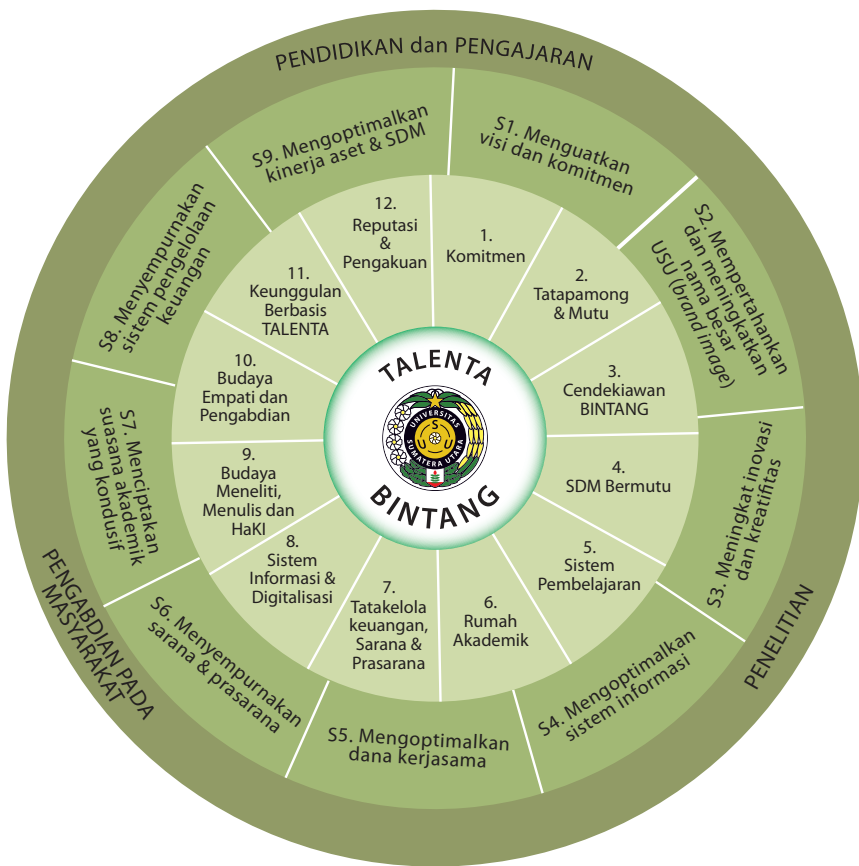 PENDIDIKAN dan PENGAJARAN
PENELITIAN
PENGABDIAN PADA
MASYARAKAT
S1. Menguatkan
visi dan komitmen
S2. Mempertahankan
dan meningkatkan
nama besar
USU (brand image)
S3. Meningkat inovasi
dan kreatifitas
S4. Mengoptimalkan
sistem informasi
S5. Mengoptimalkan
dana kerjasama
S6. Menyempurnakan
sarana & prasarana
S7. Menciptakan
suasana akademik
yang kondusif
S8. Menyempurnakan
sistem pengelolaan
keuangan
S9. Mengoptimalkan
kinerja aset & SDM
1.
Komitmen
2.
Tatapamong
& Mutu
3.
Cendekiawan
BINTANG
4.
SDM Bermutu
5.
Sistem
Pembelajaran
6.
Rumah
Akademik
7.
Tatakelola
keuangan,
Sarana &
Prasarana
8.
Sistem
Informasi &
Digitalisasi
9.
Budaya
Meneliti,
Menulis dan
HaKI
10.
Budaya
Empati dan
Pengabdian
11.
Keunggulan
Berbasis
TALENTA
12.
Reputasi
&
Pengakuan
TALENTA
UNIVERSITAS
U S U
SUMATERA UTARA
BINTANG